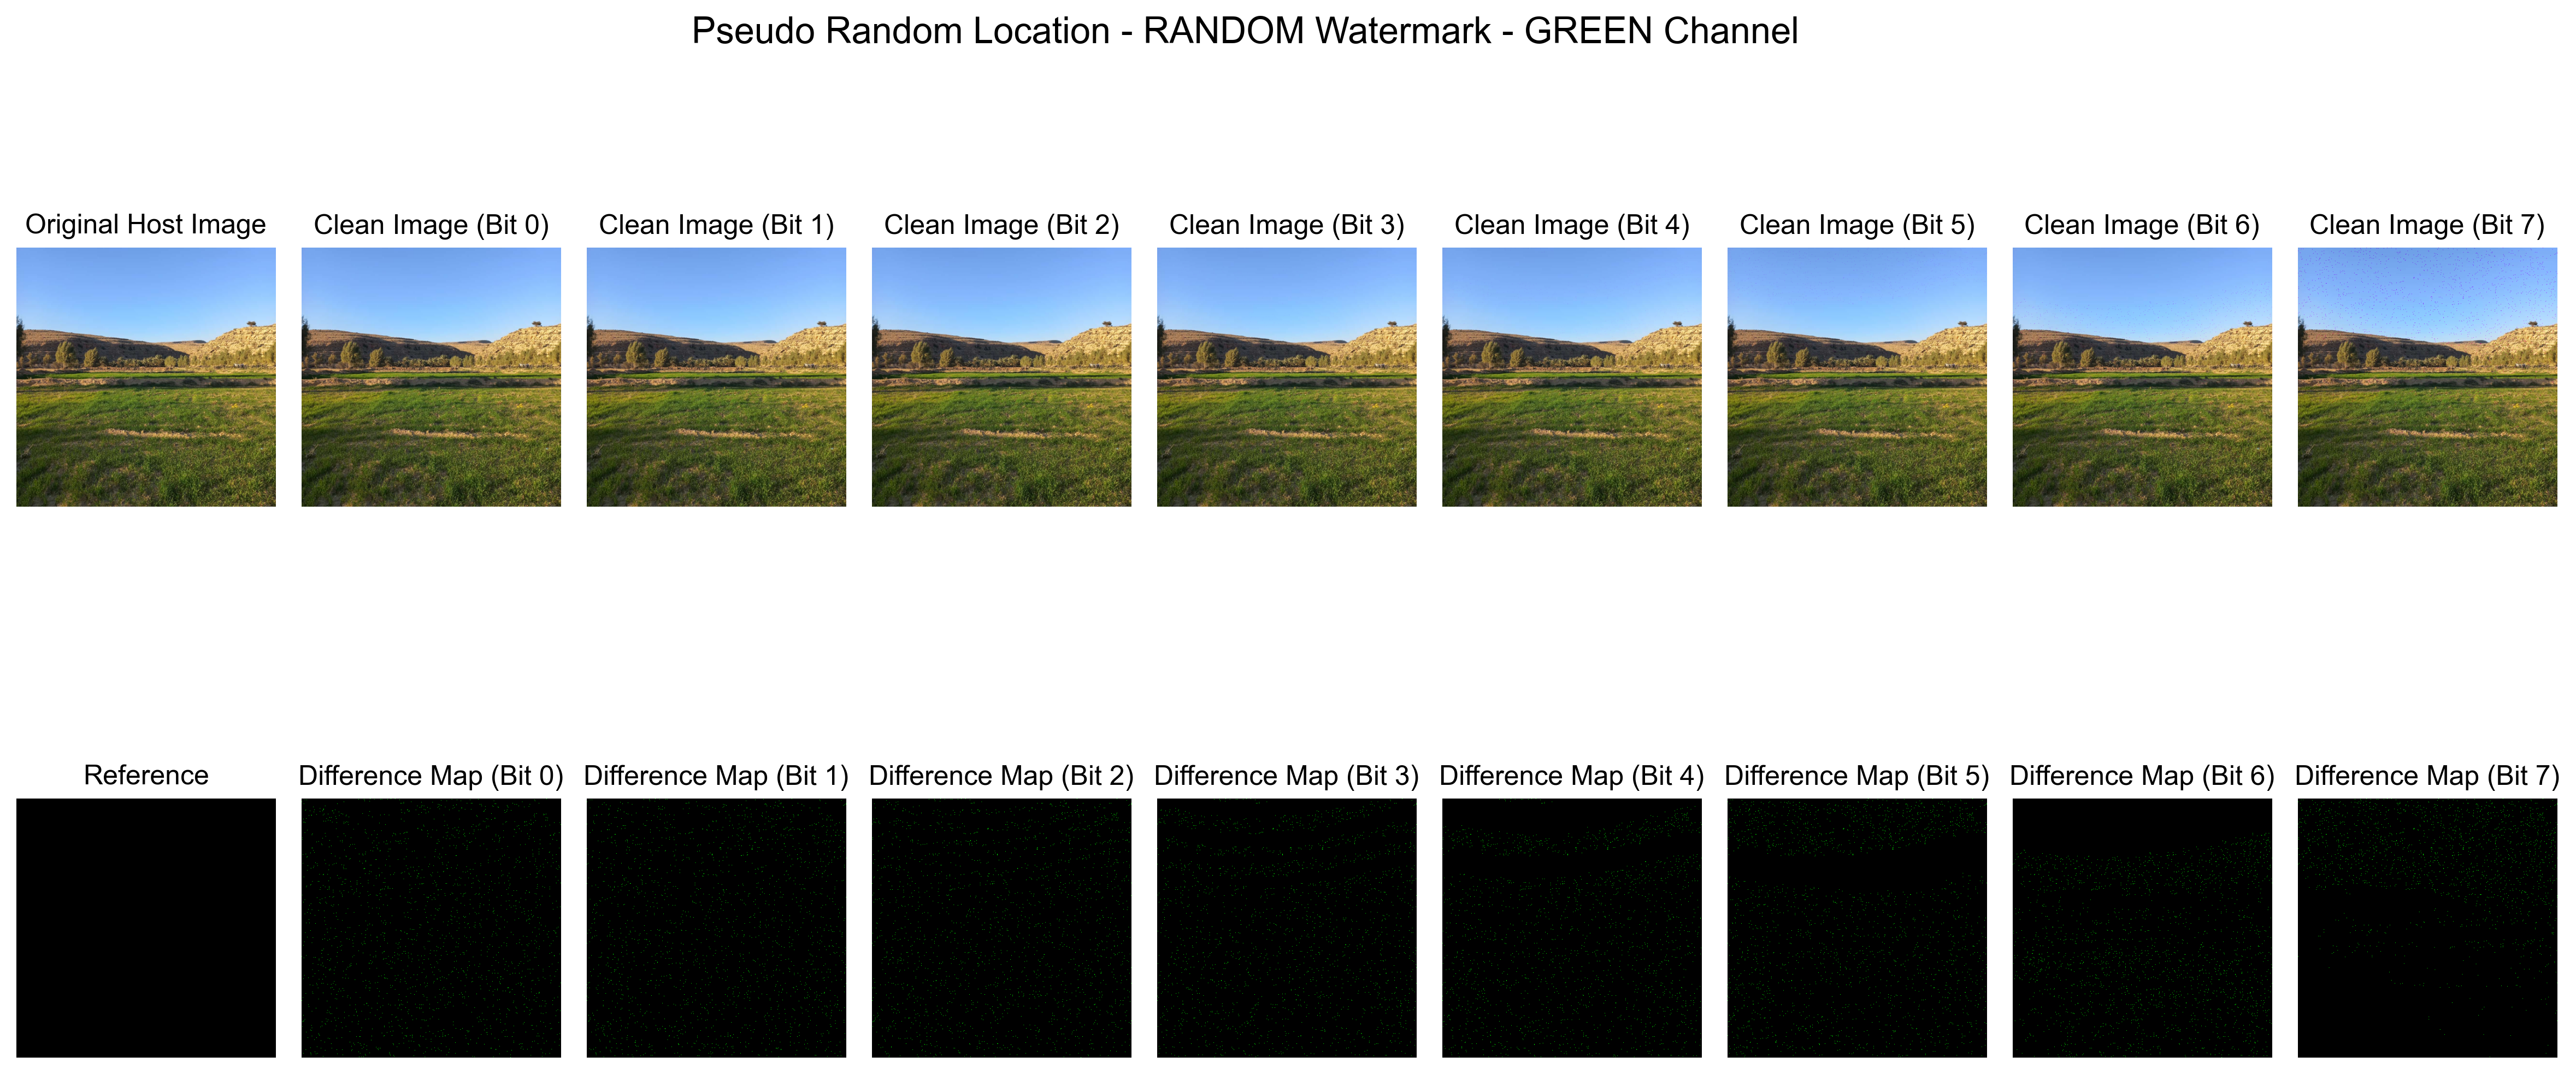 Pseudo Random Location - RANDOM Watermark - GREEN Channel
Original Host Image
Clean Image (Bit 0)
Clean Image (Bit 1)
Clean Image (Bit 2)
Clean Image (Bit 3)
Clean Image (Bit 4)
Clean Image (Bit 5)
Clean Image (Bit 6)
Clean Image (Bit 7)
Reference
Difference Map (Bit 0)
Difference Map (Bit 1)
Difference Map (Bit 2)
Difference Map (Bit 3)
Difference Map (Bit 4)
Difference Map (Bit 5)
Difference Map (Bit 6)
Difference Map (Bit 7)